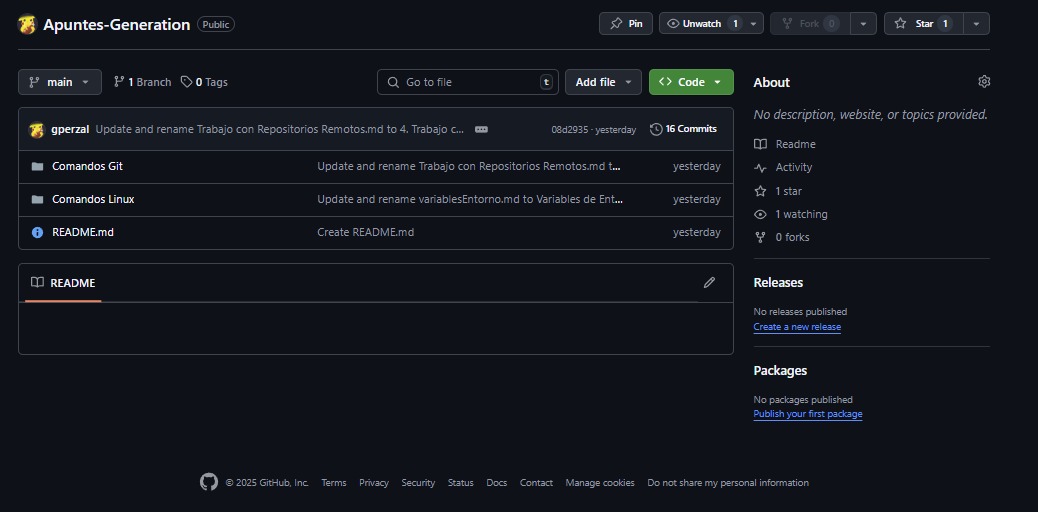 Apuntes-Generation Public Pin Unwatch 1 Fork 0 Star 1
main 1 Branch 0 Tags Go to file t Add file Code
gperzal Update and rename Trabajo con Repositorios Remotos.md to 4. Trabajo c... 08d2935 · yesterday 16 Commits
Comandos Git Update and rename Trabajo con Repositorios Remotos.md t... yesterday
Comandos Linux Update and rename variablesEntorno.md to Variables de Ent... yesterday
README.md Create README.md yesterday
README
About
No description, website, or topics provided.
Readme
Activity
1 star
1 watching
0 forks
Releases
No releases published
Create a new release
Packages
No packages published
Publish your first package
© 2025 GitHub, Inc. Terms Privacy Security Status Docs Contact Manage cookies Do not share my personal information